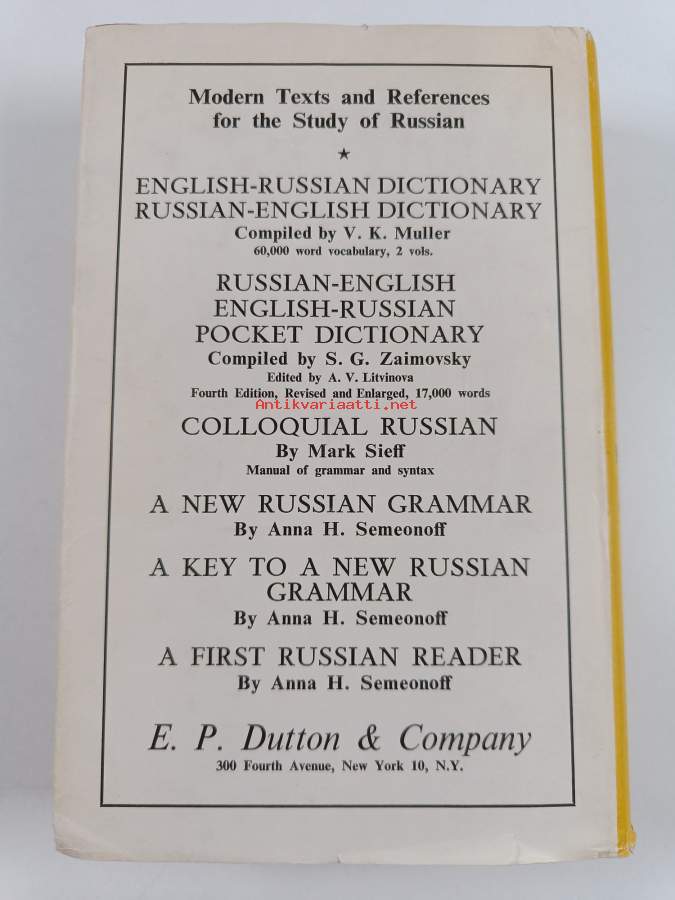 Modern Texts and References
for the Study of Russian
★
ENGLISH-RUSSIAN DICTIONARY
RUSSIAN-ENGLISH DICTIONARY
Compiled by V. K. Muller
60,000 word vocabulary, 2 vols.
RUSSIAN-ENGLISH
ENGLISH-RUSSIAN
POCKET DICTIONARY
Compiled by S. G. Zaimovsky
Edited by A. V. Litvinova
Fourth Edition, Revised and Enlarged, 17,000 words
Antikvariaatti.net
COLLOQUIAL RUSSIAN
By Mark Sieff
Manual of grammar and syntax
A NEW RUSSIAN GRAMMAR
By Anna H. Semeonoff
A KEY TO A NEW RUSSIAN
GRAMMAR
By Anna H. Semeonoff
A FIRST RUSSIAN READER
By Anna H. Semeonoff
E. P. Dutton & Company
300 Fourth Avenue, New York 10, N.Y.